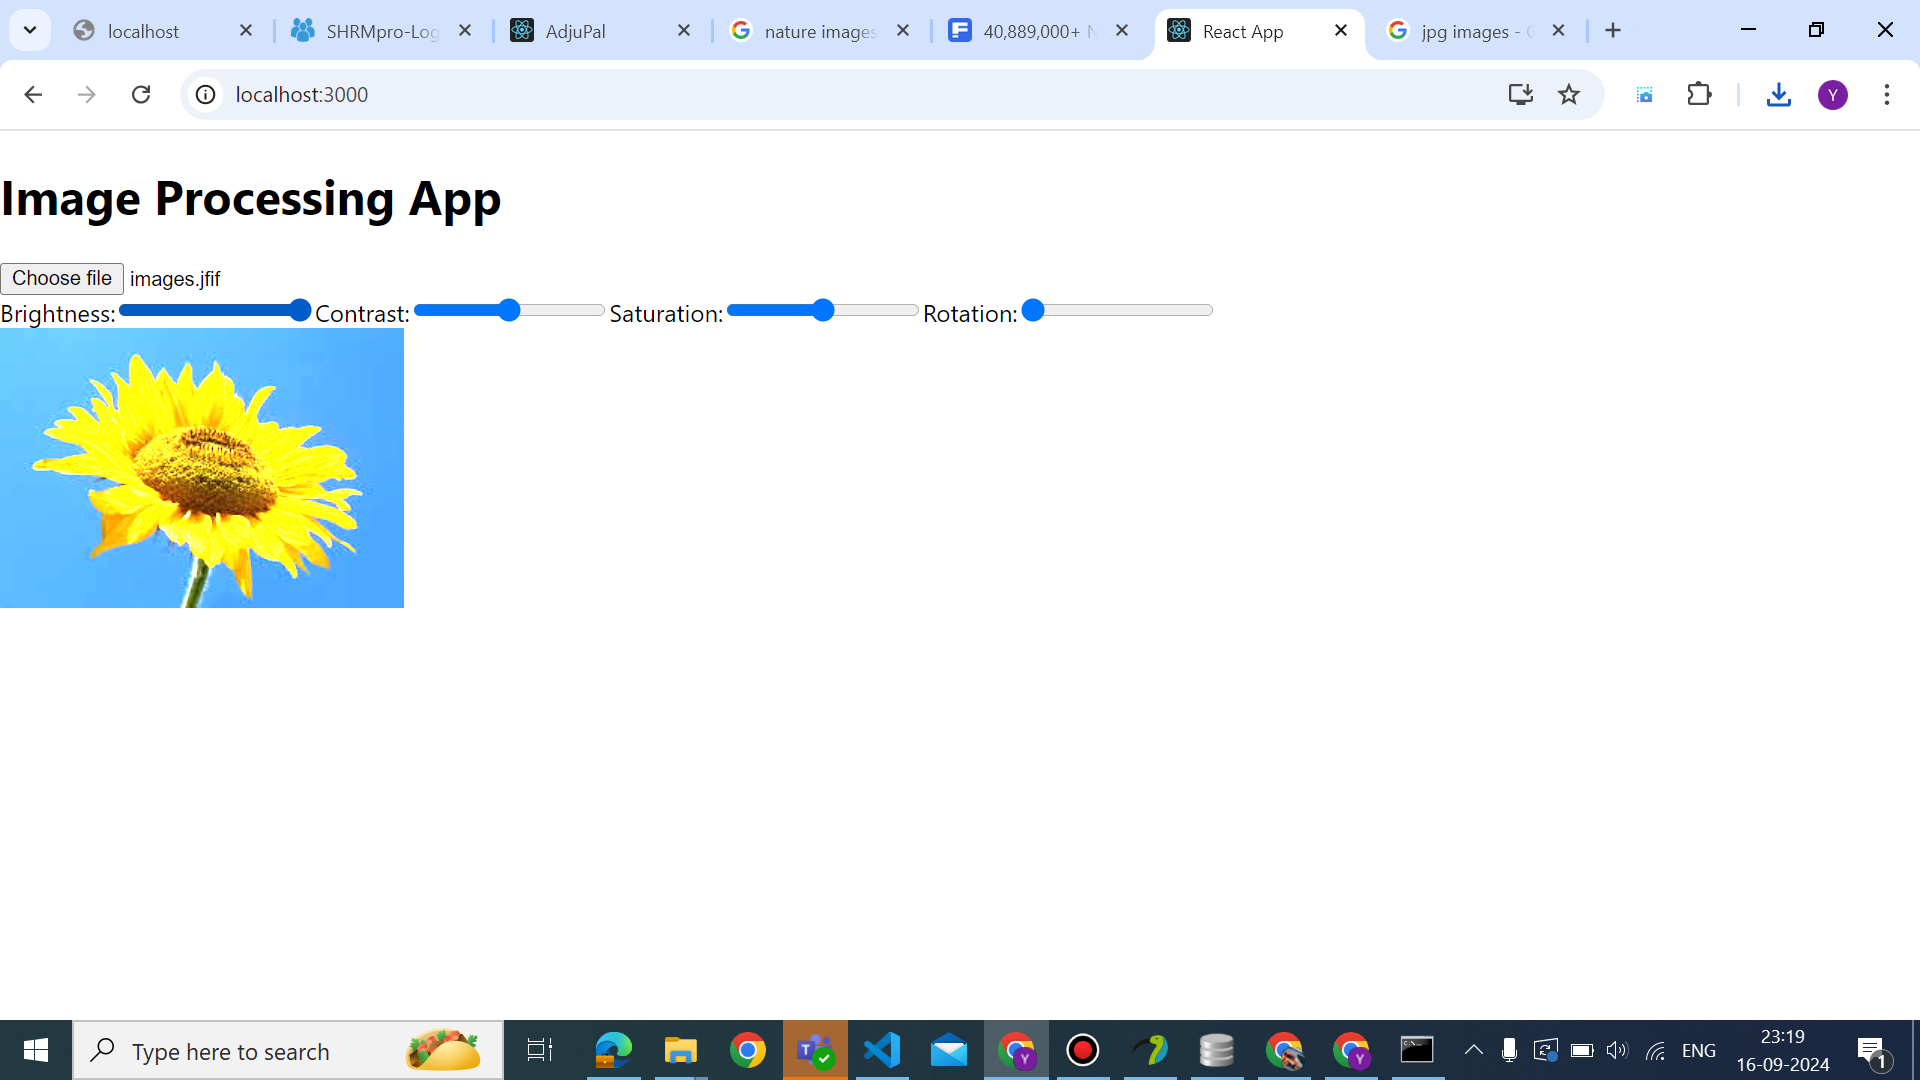 localhost
SHRMpro-Log
AdjuPal
nature images
40,889,000+ N
React App
jpg images - G
localhost:3000
Y
Image Processing App
Choose file images.jfif
Brightness: Contrast: Saturation: Rotation:
Type here to search
ENG
23:19
16-09-2024
1